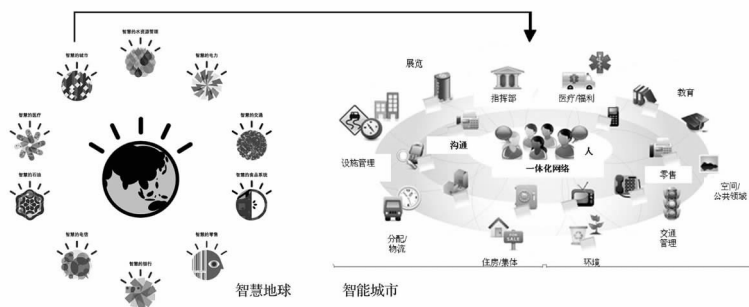 智慧的水资源管理
智慧的城市
智慧的电力
智慧的医疗
智慧的交通
智慧的石油
智慧的食品系统
智慧的电信
智慧的零售
智慧的银行
智慧地球
展览
指挥部
医疗/福利
教育
沟通
人
一体化网络
设施管理
零售
空间/
公共领域
分配/
物流
交通
管理
住房/集体
环境
SALE
智能城市